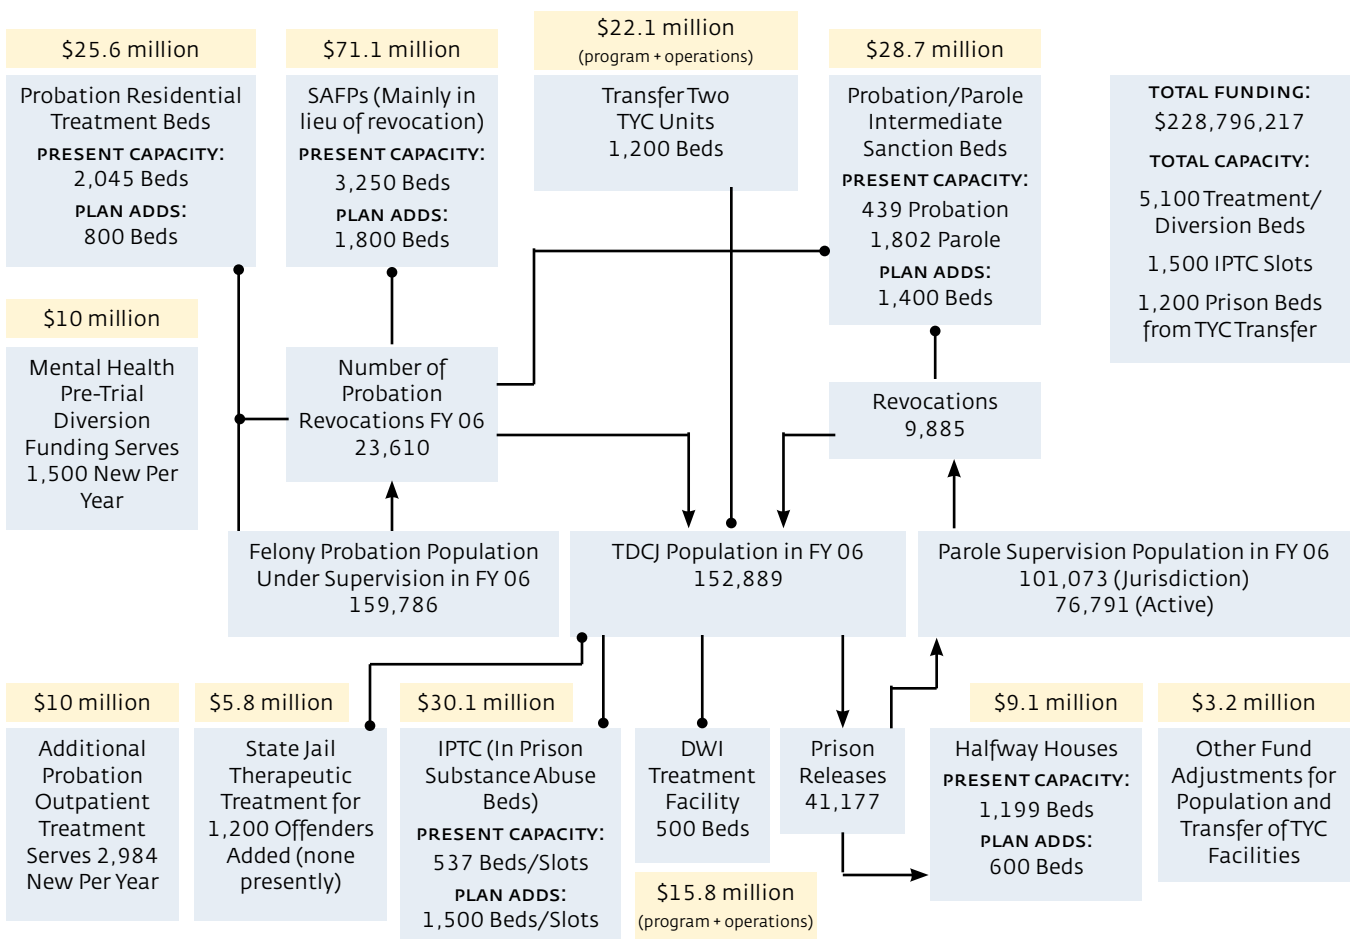 $25.6 million
Probation Residential
Treatment Beds
PRESENT CAPACITY:
2,045 Beds
PLAN ADDS:
800 Beds
$71.1 million
SAFPs (Mainly in
lieu of revocation)
PRESENT CAPACITY:
3,250 Beds
PLAN ADDS:
1,800 Beds
$22.1 million
(program + operations)
Transfer Two
TYC Units
1,200 Beds
$28.7 million
Probation/Parole
Intermediate
Sanction Beds
PRESENT CAPACITY:
439 Probation
1,802 Parole
PLAN ADDS:
1,400 Beds
TOTAL FUNDING:
$228,796,217
TOTAL CAPACITY:
5,100 Treatment/
Diversion Beds
1,500 IPTC Slots
1,200 Prison Beds
from TYC Transfer
$10 million
Mental Health
Pre-Trial
Diversion
Funding Serves
1,500 New Per
Year
Number of
Probation
Revocations FY 06
23,610
Revocations
9,885
Felony Probation Population
Under Supervision in FY 06
159,786
TDCJ Population in FY 06
152,889
Parole Supervision Population in FY 06
101,073 (Jurisdiction)
76,791 (Active)
$10 million
Additional
Probation
Outpatient
Treatment
Serves 2,984
New Per Year
$5.8 million
State Jail
Therapeutic
Treatment for
1,200 Offenders
Added (none
presently)
$30.1 million
IPTC (In Prison
Substance Abuse
Beds)
PRESENT CAPACITY:
537 Beds/Slots
PLAN ADDS:
1,500 Beds/Slots
DWI
Treatment
Facility
500 Beds
$15.8 million
(program + operations)
Prison
Releases
41,177
$9.1 million
Halfway Houses
PRESENT CAPACITY:
1,199 Beds
PLAN ADDS:
600 Beds
$3.2 million
Other Fund
Adjustments for
Population and
Transfer of TYC
Facilities